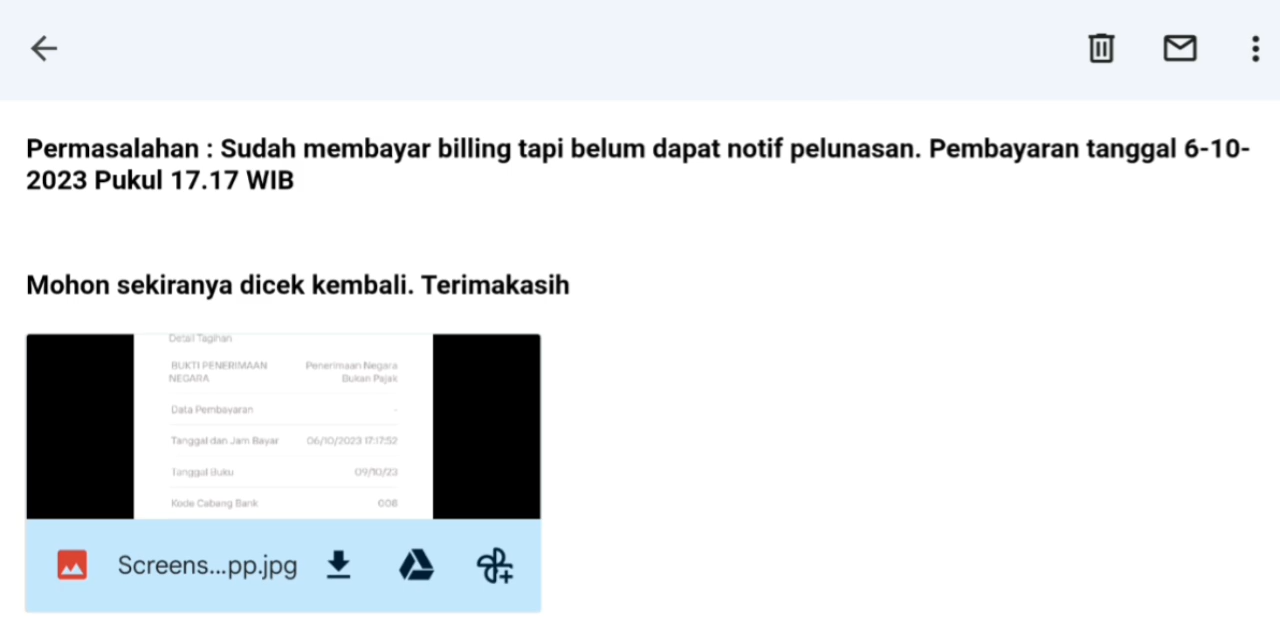 Permasalahan : Sudah membayar billing tapi belum dapat notif pelunasan. Pembayaran tanggal 6-10-
2023 Pukul 17.17 WIB
Mohon sekiranya dicek kembali. Terimakasih
Detail Tagihan
BUKTI PENERIMAAN NEGARA
Penerimaan Negara Bukan Pajak
Data Pembayaran -
Tanggal dan Jam Bayar 06/10/2023 17:17:52
Tanggal Buku 09/10/23
Kode Cabang Bank 008
Screens...pp.jpg